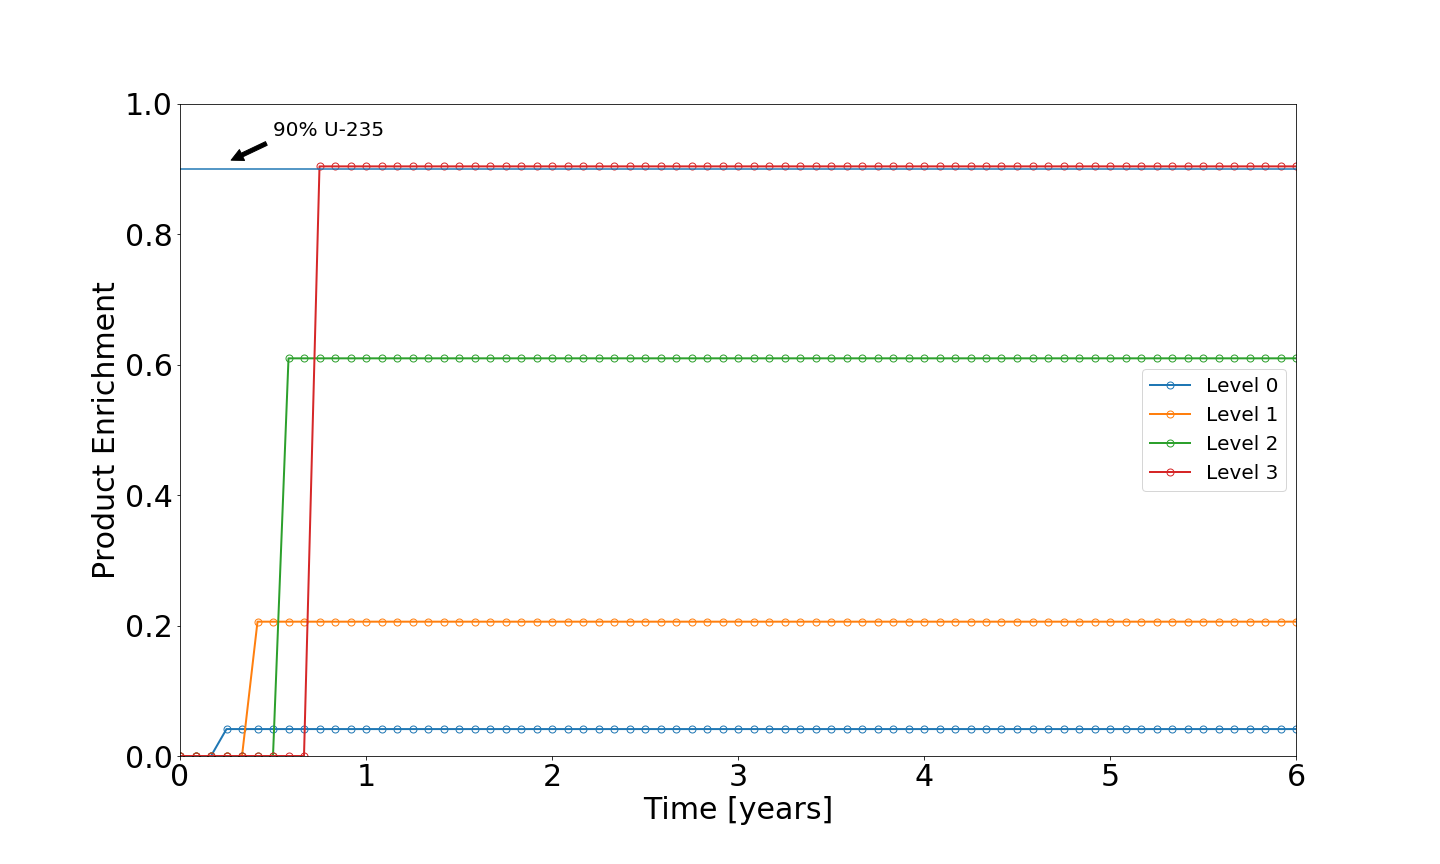 90% U-235
1.0
0.8
0.6
0.4
0.2
0.0
Product Enrichment
Level 0
Level 1
Level 2
Level 3
0 1 2 3 4 5 6
Time [years]